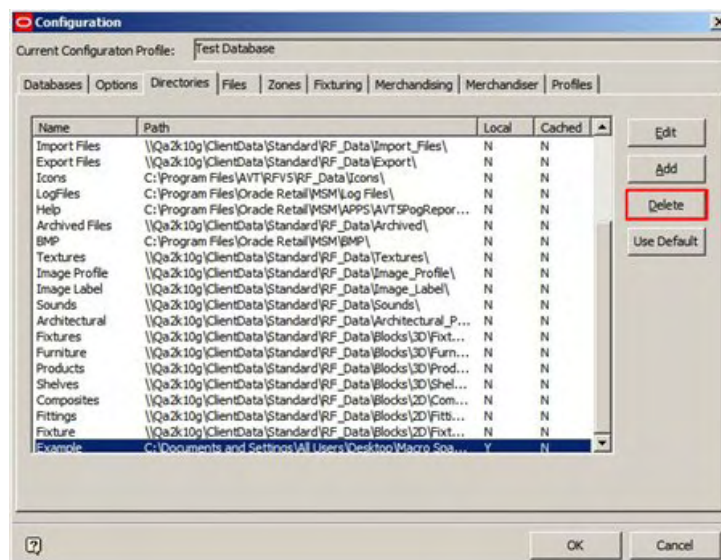 Configuration
Current Configuraton Profile: Test Database
Databases Options Directories Files Zones Fixturing Merchandising Merchandiser Profiles
Name Path Local Cached
Import Files \\Qa2k10g\ClientData\Standard\RF_Data\Import_Files\ N N
Export Files \\Qa2k10g\ClientData\Standard\RF_Data\Export\ N N
Icons C:\Program Files\AVT\RFV5\RF_Data\Icons\ N N
LogFiles C:\Program Files\Oracle Retail\MSM\Log Files\ N N
Help C:\Program Files\Oracle Retail\MSM\APPS\AVTSPogRepor... N N
Archived Files \\Qa2k10g\ClientData\Standard\RF_Data\Archived\ N N
BMP C:\Program Files\Oracle Retail\MSM\BMP\ N N
Textures \\Qa2k10g\ClientData\Standard\RF_Data\Textures\ N N
Image Profile \\Qa2k10g\ClientData\Standard\RF_Data\Image_Profile\ N N
Image Label \\Qa2k10g\ClientData\Standard\RF_Data\Image_Label\ N N
Sounds \\Qa2k10g\ClientData\Standard\RF_Data\Sounds\ N N
Architectural \\Qa2k10g\ClientData\Standard\RF_Data\Architectural_P... N N
Fixtures \\Qa2k10g\ClientData\Standard\RF_Data\Blocks\3D\Fixt... N N
Furniture \\Qa2k10g\ClientData\Standard\RF_Data\Blocks\3D\Furn... N N
Products \\Qa2k10g\ClientData\Standard\RF_Data\Blocks\3D\Prod... N N
Shelves \\Qa2k10g\ClientData\Standard\RF_Data\Blocks\3D\Shel... N N
Composites \\Qa2k10g\ClientData\Standard\RF_Data\Blocks\2D\Com... N N
Fittings \\Qa2k10g\ClientData\Standard\RF_Data\Blocks\2D\Fitti... N N
Fixture \\Qa2k10g\ClientData\Standard\RF_Data\Blocks\2D\Fixt... N N
Example C:\Documents and Settings\All Users\Desktop\Macro Spa... Y N
Edit
Add
Delete
Use Default
OK Cancel